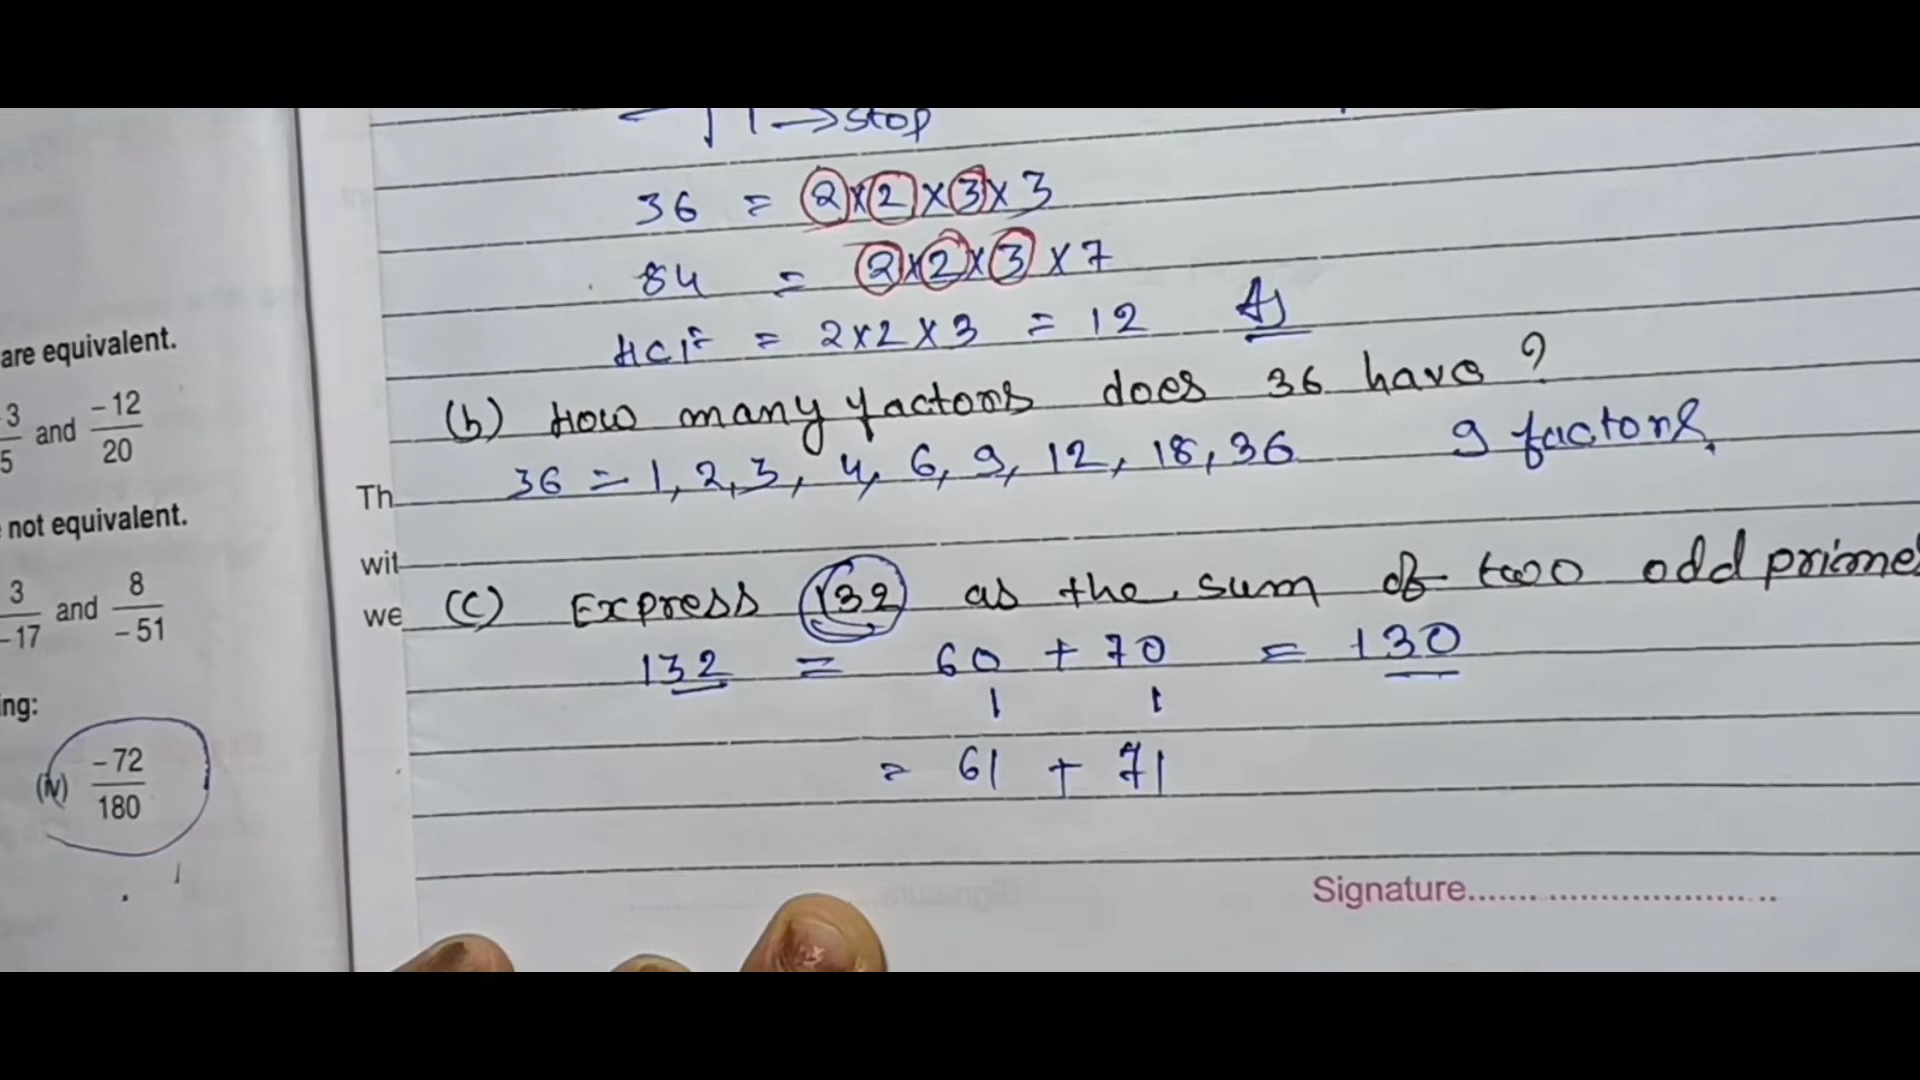 → stop
36 = 2×2×3×3
84 = 2×2×3×7
HCF = 2×2×3 = 12
(b) How many factors does 36 have ?
36 = 1, 2, 3, 4, 6, 9, 12, 18, 36 9 factors.
(c) Express 132 as the sum of two odd primes
132 = 60 + 70 = 130
1 1
= 61 + 71
Signature
are equivalent.
3/5 and -12/20
not equivalent.
3/-17 and 8/-51
ing:
(iv) -72/180
Th
wit
we